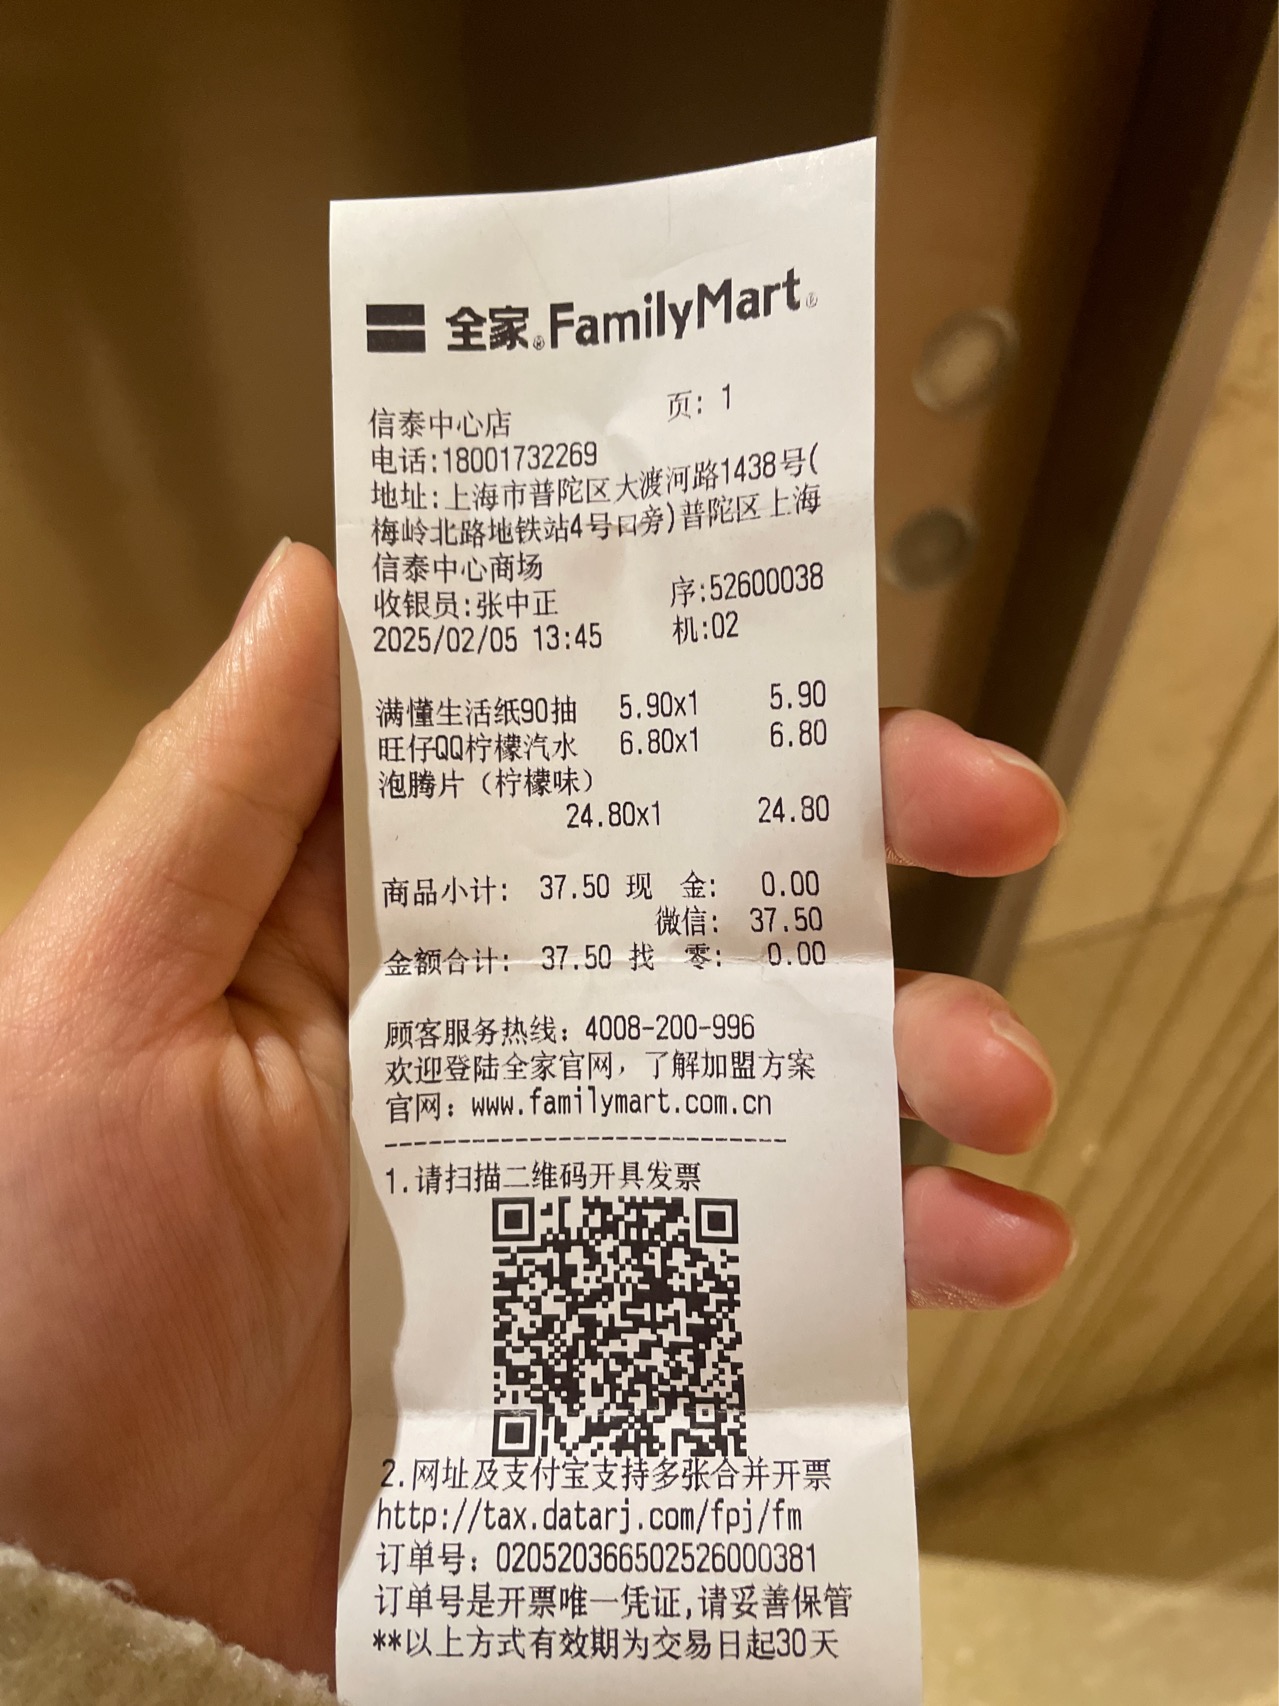 全家®FamilyMart®
页: 1
信泰中心店
电话:18001732269
地址:上海市普陀区大渡河路1438号(
梅岭北路地铁站4号口旁)普陀区上海
信泰中心商场
收银员:张中正 序:52600038
2025/02/05 13:45 机:02
满懂生活纸90抽 5.90x1 5.90
旺仔QQ柠檬汽水 6.80x1 6.80
泡腾片（柠檬味）
24.80x1 24.80
商品小计: 37.50 现 金: 0.00
微信: 37.50
金额合计: 37.50 找 零: 0.00
顾客服务热线: 4008-200-996
欢迎登陆全家官网，了解加盟方案
官网: www.familymart.com.cn
1.请扫描二维码开具发票
2.网址及支付宝支持多张合并开票
http://tax.datarj.com/fpj/fm
订单号: 020520366502526000381
订单号是开票唯一凭证,请妥善保管
**以上方式有效期为交易日起30天